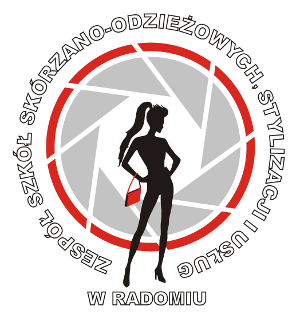 ZESPÓŁ SZKÓŁ SKÓRZANO-ODZIEŻOWYCH, STYLIZACJI I USŁUG
W RADOMIU